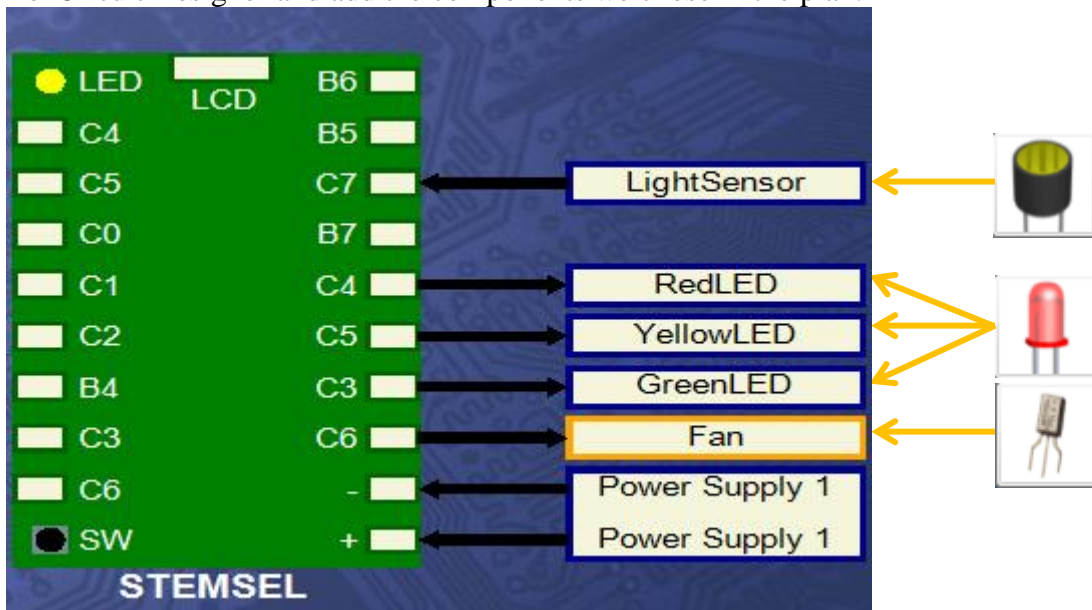 LED
LCD
B6
C4
B5
C5
C7
LightSensor
C0
B7
C1
C4
RedLED
C2
C5
YellowLED
B4
C3
GreenLED
C3
C6
Fan
C6
-
Power Supply 1
SW
+
Power Supply 1
STEMSEL